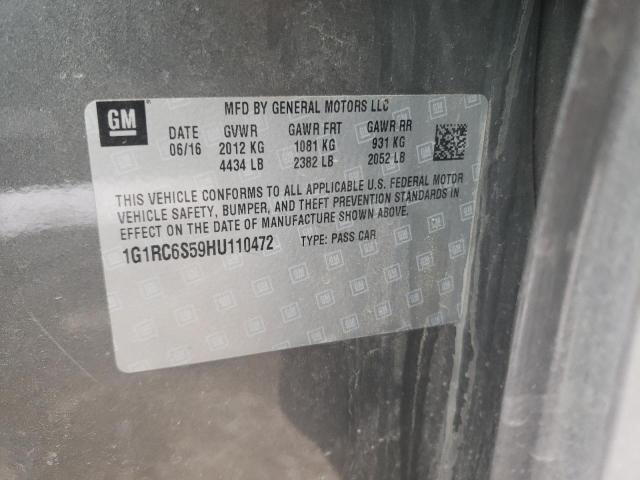 GM
MFD BY GENERAL MOTORS LLC
DATE GVWR GAWR FRT GAWR RR
06/16 2012 KG 1081 KG 931 KG
4434 LB 2382 LB 2052 LB
THIS VEHICLE CONFORMS TO ALL APPLICABLE U.S. FEDERAL MOTOR
VEHICLE SAFETY, BUMPER, AND THEFT PREVENTION STANDARDS IN
EFFECT ON THE DATE OF MANUFACTURE SHOWN ABOVE.
1G1RC6S59HU110472 TYPE: PASS CAR